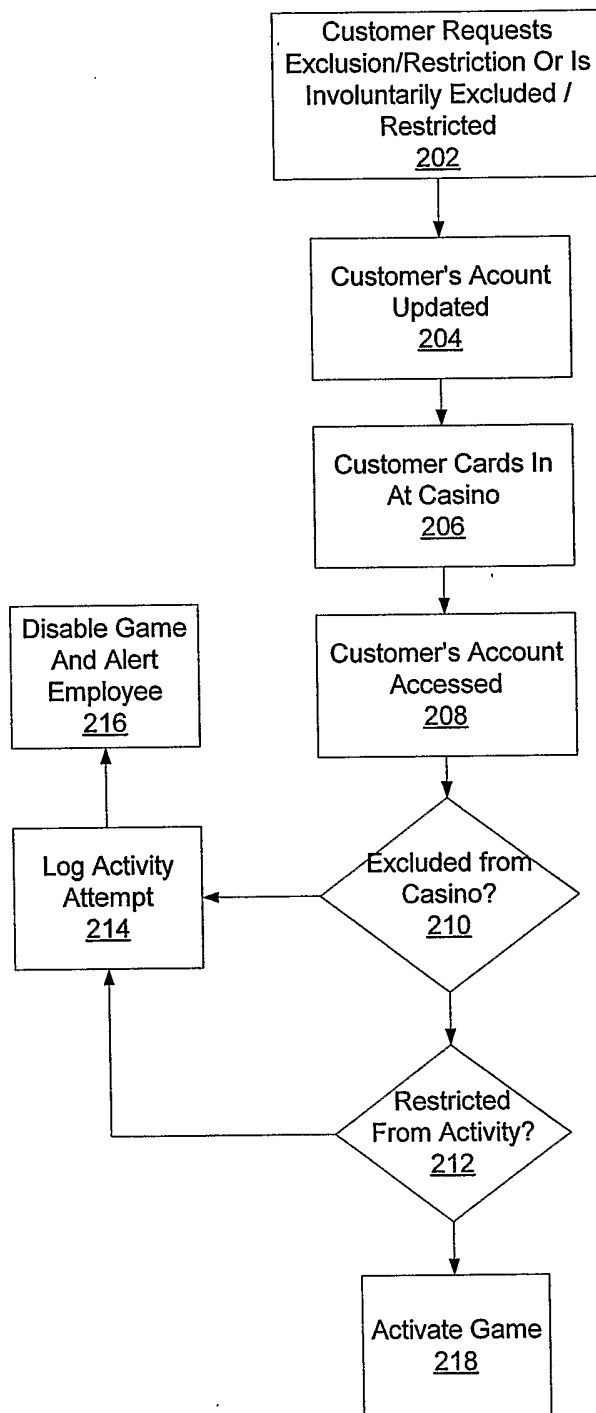 Customer Requests
Exclusion/Restriction Or Is
Involuntarily Excluded /
Restricted
202
Customer's Acount
Updated
204
Customer Cards In
At Casino
206
Customer's Account
Accessed
208
Excluded from
Casino?
210
Restricted
From Activity?
212
Log Activity
Attempt
214
Disable Game
And Alert
Employee
216
Activate Game
218